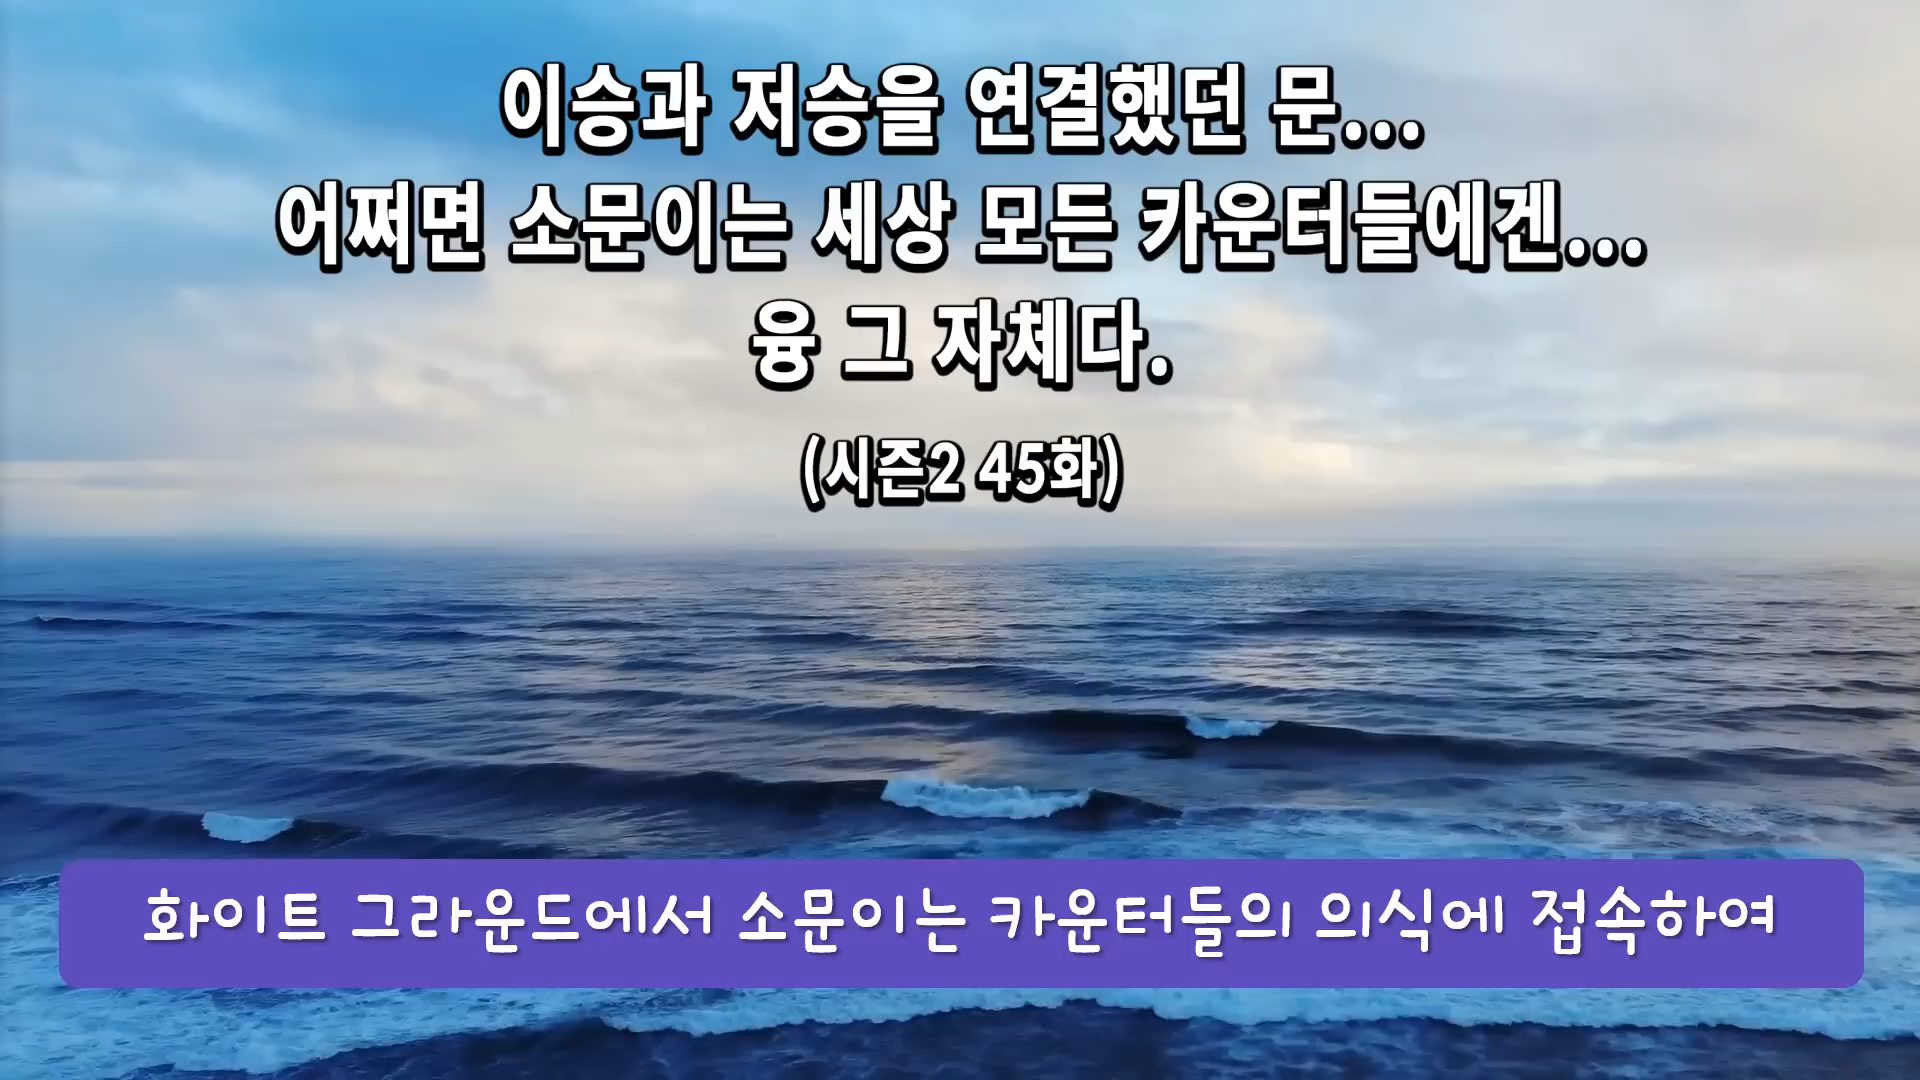 이승과 저승을 연결했던 문...
어쩌면 소문이는 세상 모든 카운터들에겐...
융 그 자체다.
(시즌2 45화)
화이트 그라운드에서 소문이는 카운터들의 의식에 접속하여